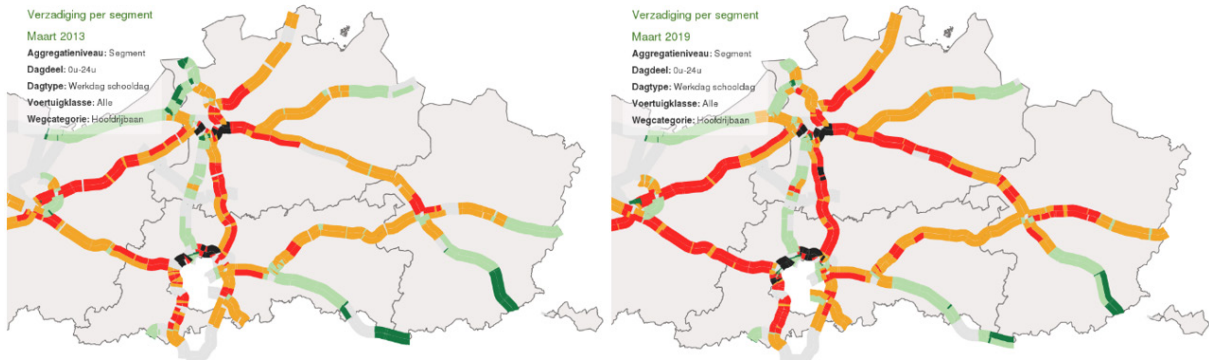 Verzadiging per segment
Maart 2013
Aggregatieniveau: Segment
Dagdeel: 0u-24u
Dagtype: Werkdag schooldag
Voertuigklasse: Alle
Wegcategorie: Hoofdrijbaan
Verzadiging per segment
Maart 2019
Aggregatieniveau: Segment
Dagdeel: 0u-24u
Dagtype: Werkdag schooldag
Voertuigklasse: Alle
Wegcategorie: Hoofdrijbaan